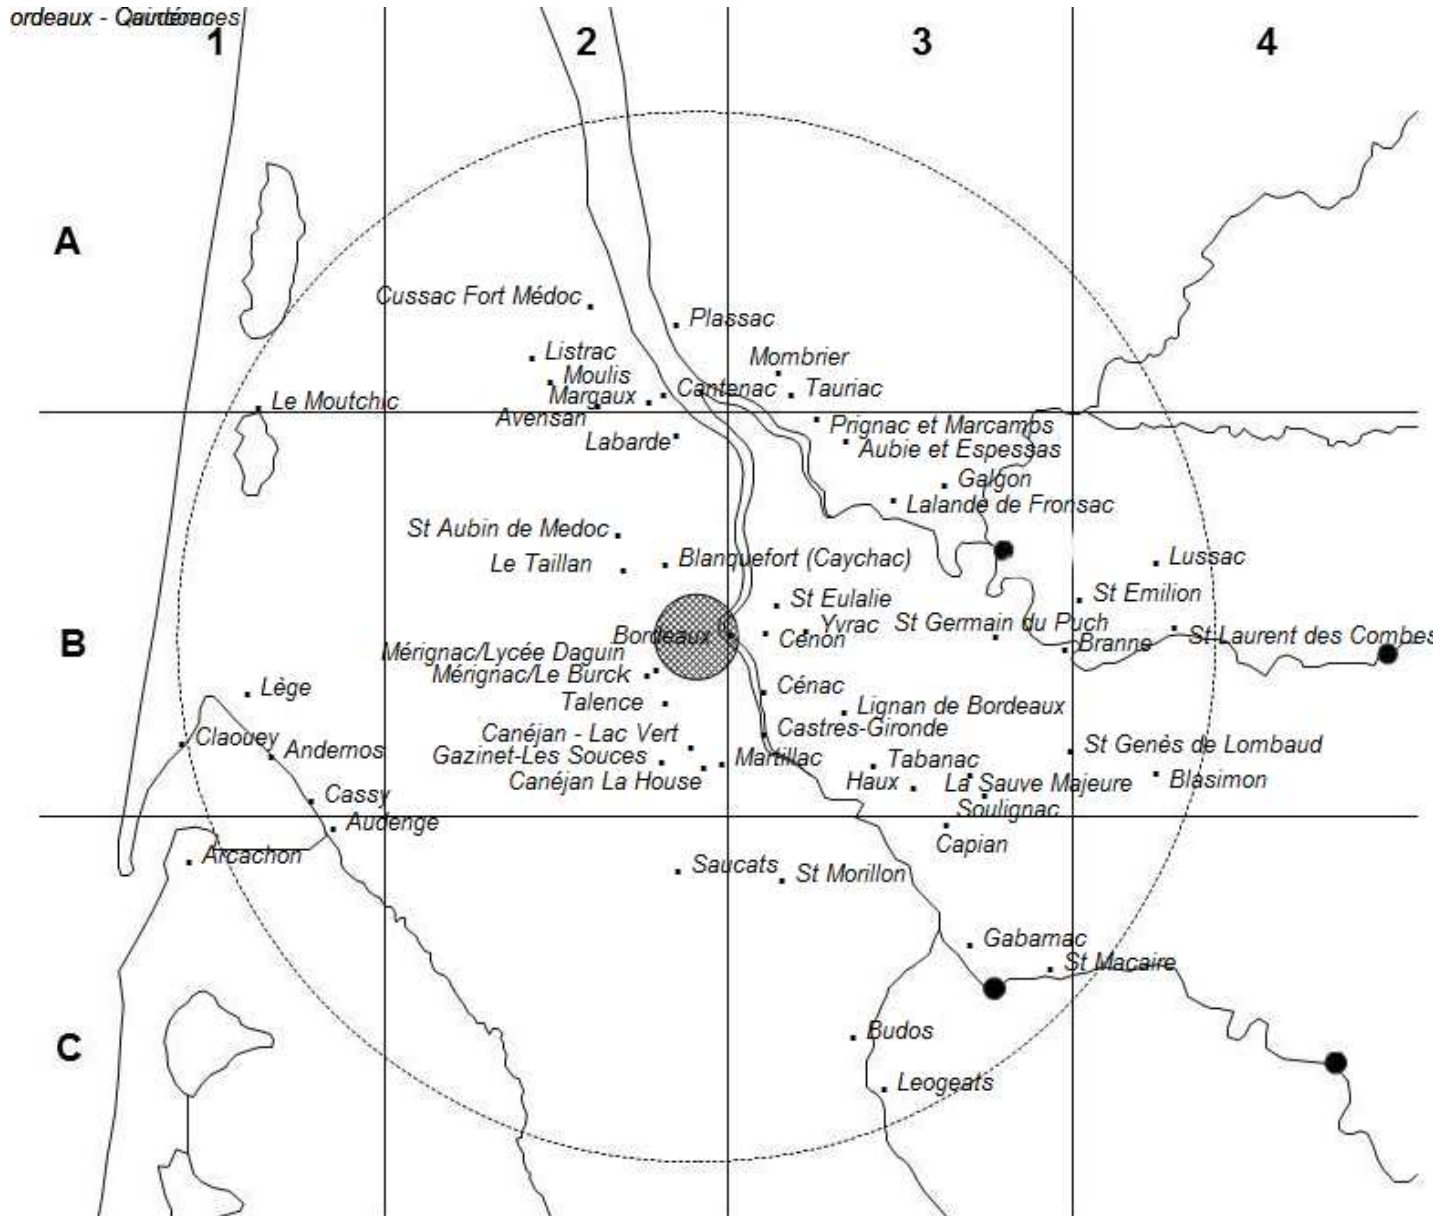 ordeaux - Caudéran
1 2 3 4
A
Cussac Fort Médoc
Plassac
Listrac
Mombrier
Moulis
Margaux
Cantenac
Tauriac
Le Moutchic
Avensan
Prignac et Marcamps
Labarde
Aubie et Espessas
Galgon
Lalande de Fronsac
St Aubin de Medoc
Le Taillan
Blanquefort (Caychac)
Lussac
St Eulalie
St Emilion
B
Bordeaux
Yvrac
St Germain du Puch
Cénon
Branne
St Laurent des Combes
Mérignac/Lycée Daguin
Mérignac/Le Burck
Lège
Cénac
Talence
Lignan de Bordeaux
Claouey
Andernos
Canéjan - Lac Vert
Castres-Gironde
Gazinet-Les Souces
Martillac
Tabanac
St Genès de Lombaud
Canéjan La House
Haux
La Sauve Majeure
Blasimon
Cassy
Soulignac
Audenge
Capian
Arcachon
Saucats
St Morillon
Gabarnac
St Macaire
C
Budos
Leogeats